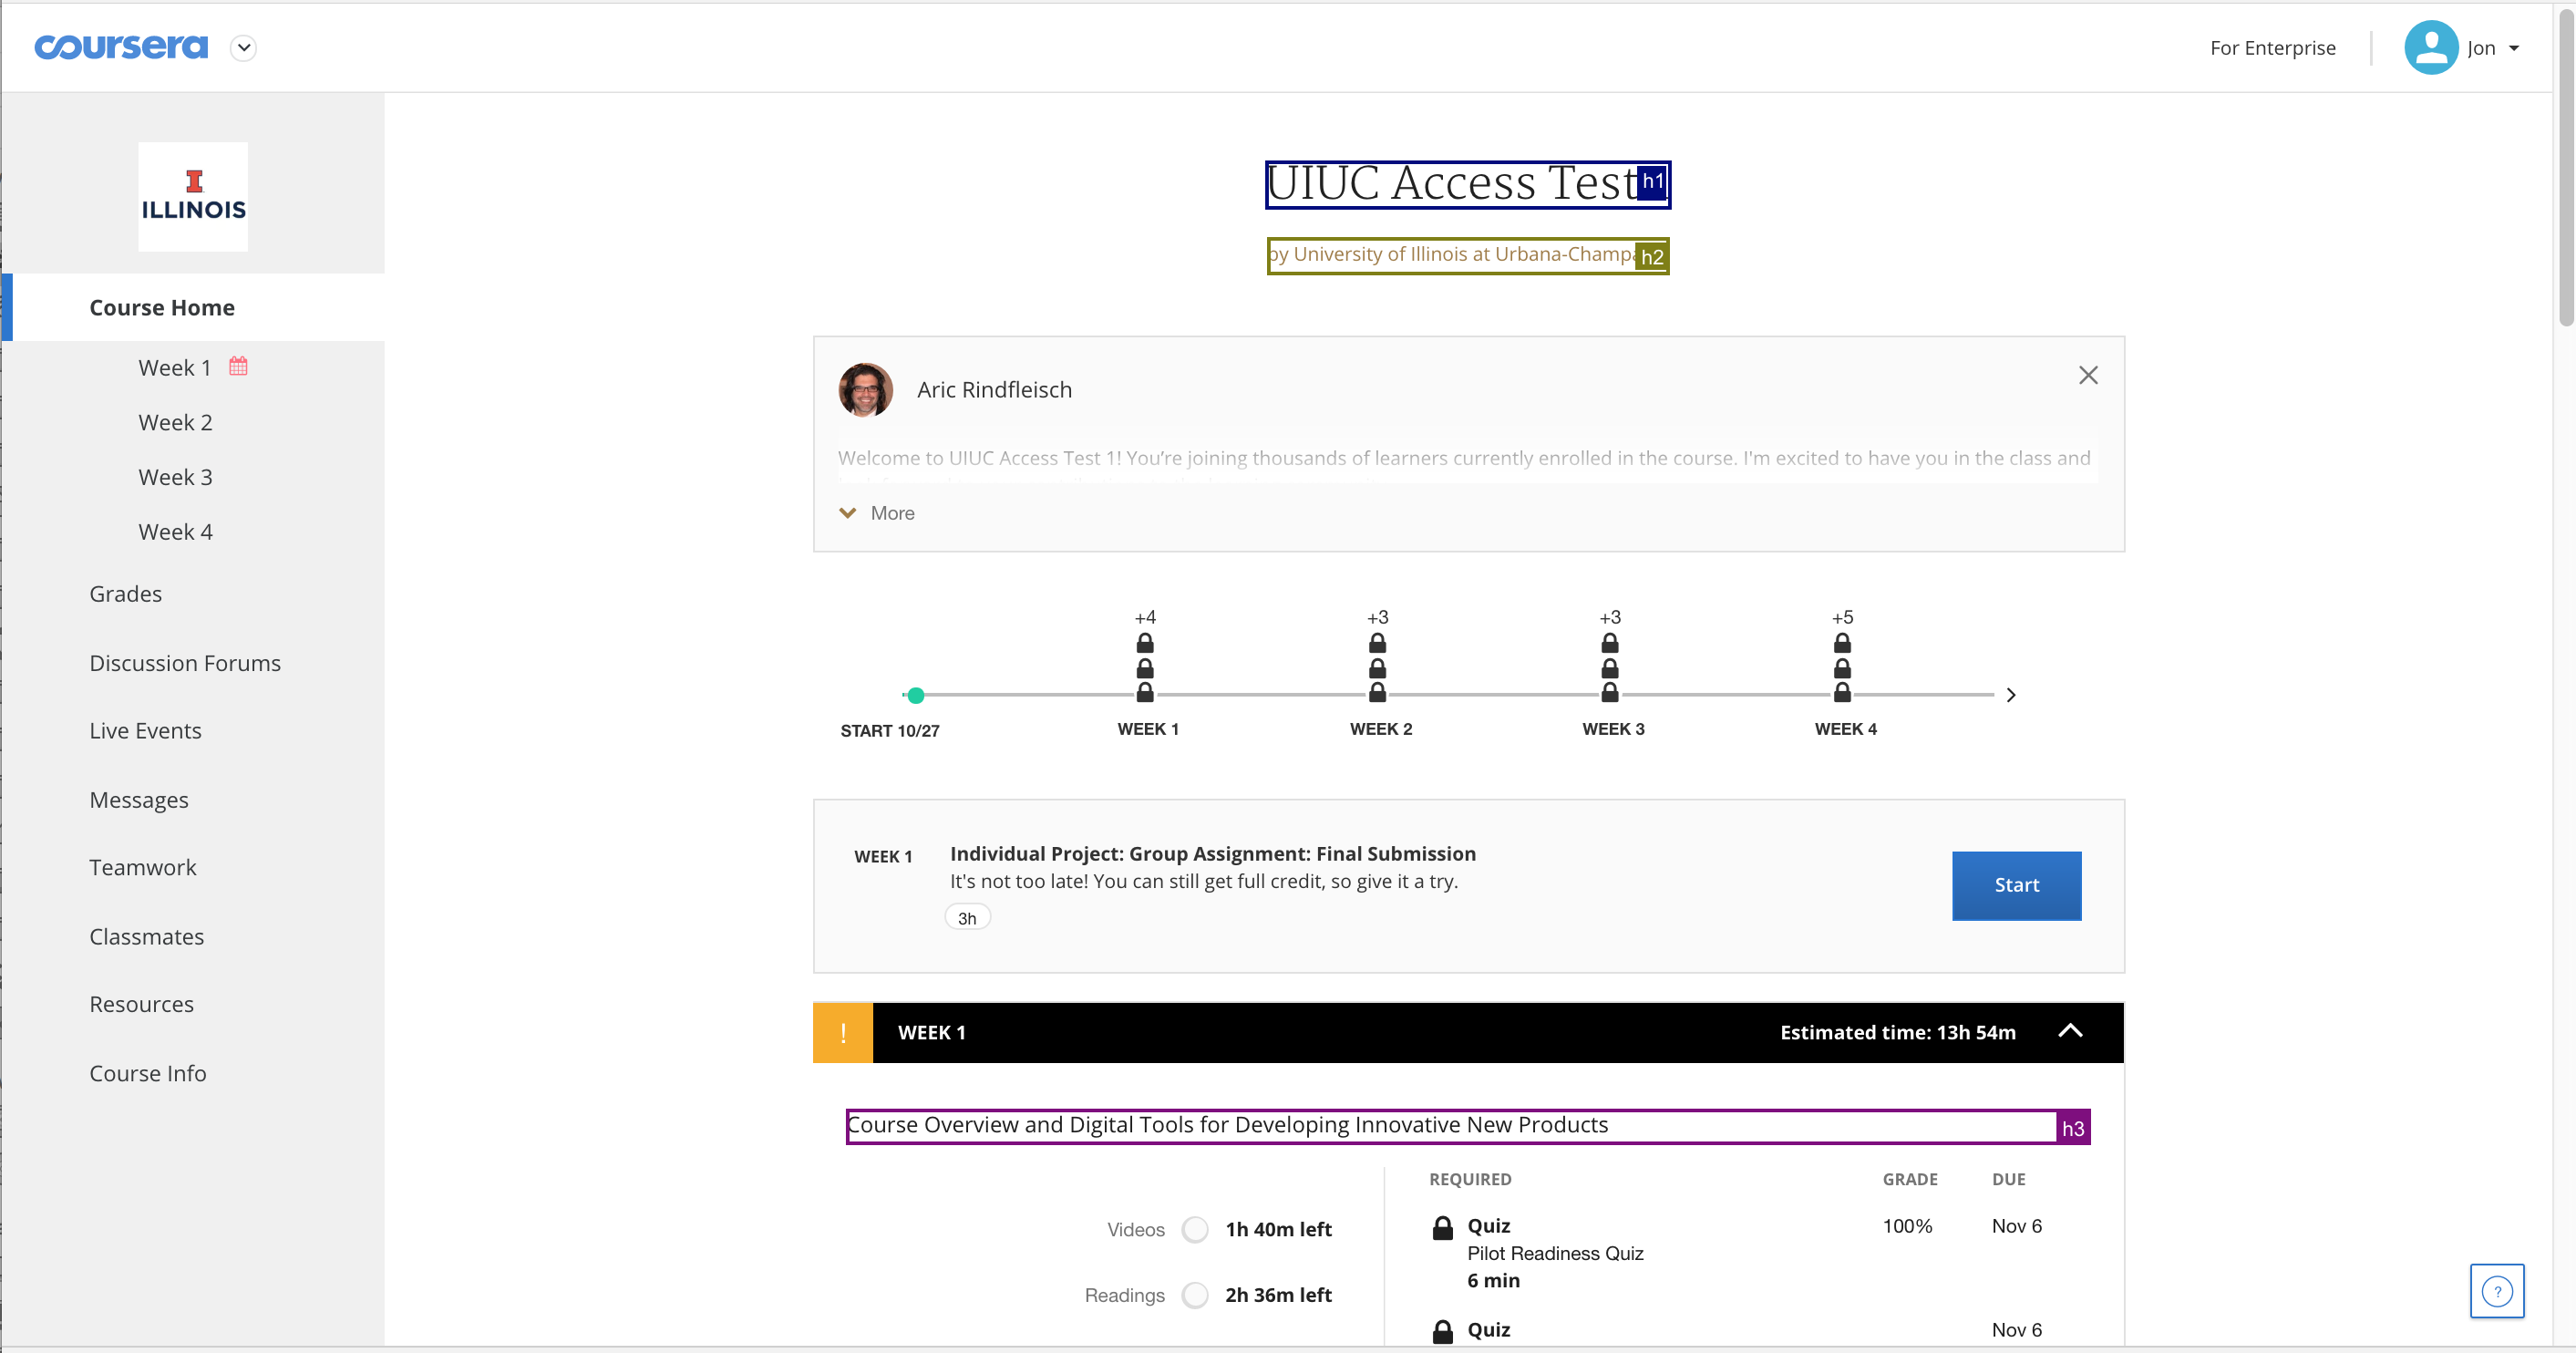 coursera
For Enterprise
Jon
ILLINOIS
Course Home
Week 1
Week 2
Week 3
Week 4
Grades
Discussion Forums
Live Events
Messages
Teamwork
Classmates
Resources
Course Info
UIUC Access Test h1
by University of Illinois at Urbana-Champa h2
Aric Rindfleisch
Welcome to UIUC Access Test 1! You’re joining thousands of learners currently enrolled in the course. I'm excited to have you in the class and
More
+4 +3 +3 +5
START 10/27 WEEK 1 WEEK 2 WEEK 3 WEEK 4
WEEK 1 Individual Project: Group Assignment: Final Submission
It's not too late! You can still get full credit, so give it a try.
3h
Start
! WEEK 1 Estimated time: 13h 54m
Course Overview and Digital Tools for Developing Innovative New Products h3
REQUIRED GRADE DUE
Videos 1h 40m left
Readings 2h 36m left
Quiz 100% Nov 6
Pilot Readiness Quiz
6 min
Quiz Nov 6
?